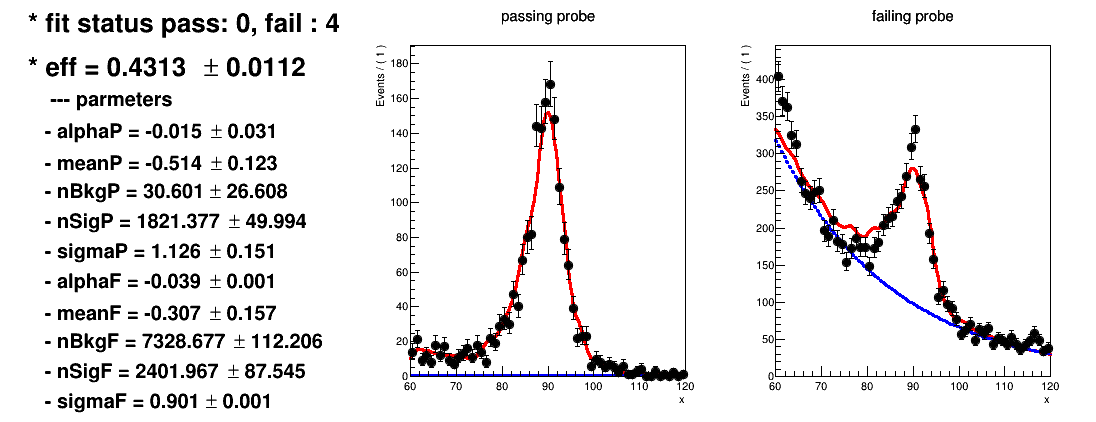 * fit status pass: 0, fail : 4
* eff = 0.4313 ± 0.0112
--- parmeters
- alphaP = -0.015 ± 0.031
- meanP = -0.514 ± 0.123
- nBkgP = 30.601 ± 26.608
- nSigP = 1821.377 ± 49.994
- sigmaP = 1.126 ± 0.151
- alphaF = -0.039 ± 0.001
- meanF = -0.307 ± 0.157
- nBkgF = 7328.677 ± 112.206
- nSigF = 2401.967 ± 87.545
- sigmaF = 0.901 ± 0.001
passing probe
Events / ( 1 )
180
160
140
120
100
80
60
40
20
0
60 70 80 90 100 110 120
x
failing probe
Events / ( 1 )
400
350
300
250
200
150
100
50
0
60 70 80 90 100 110 120
x